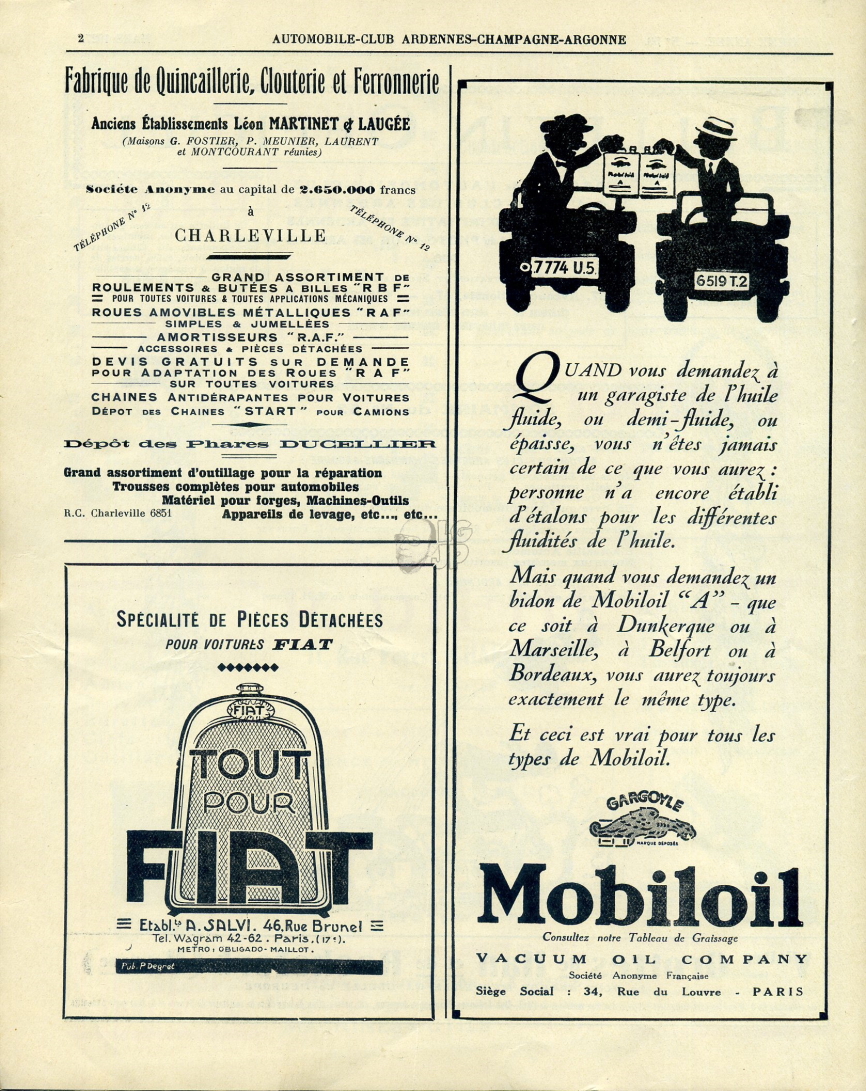 2
AUTOMOBILE-CLUB ARDENNES-CHAMPAGNE-ARGONNE
Fabrique de Quincaillerie, Clouterie et Ferronnerie
Anciens Établissements Léon MARTINET & LAUGÉE
(Maisons G. FOSTIER, P. MEUNIER, LAURENT
et MONTCOURANT réunies)
Société Anonyme au capital de 2.650.000 francs
à
TÉLÉPHONE N° 12
TÉLÉPHONE N° 12
CHARLEVILLE
GRAND ASSORTIMENT DE
ROULEMENTS & BUTÉES A BILLES "RBF"
POUR TOUTES VOITURES & TOUTES APPLICATIONS MÉCANIQUES
ROUES AMOVIBLES MÉTALLIQUES "RAF"
SIMPLES & JUMELLÉES
AMORTISSEURS "R.A.F."
ACCESSOIRES & PIÈCES DÉTACHÉES
DEVIS GRATUITS SUR DEMANDE
POUR ADAPTATION DES ROUES "RAF"
SUR TOUTES VOITURES
CHAINES ANTIDÉRAPANTES POUR VOITURES
DÉPOT DES CHAINES "START" POUR CAMIONS
Dépôt des Phares DUCELLIER
Grand assortiment d'outillage pour la réparation
Trousses complètes pour automobiles
Matériel pour forges, Machines-Outils
R.C. Charleville 6851 Appareils de levage, etc..., etc...
LG
JP
SPÉCIALITÉ DE PIÈCES DÉTACHÉES
POUR VOITURES FIAT
FIAT
TOUT
POUR
FIAT
Etabl.ts A. SALVI. 46, Rue Brunel
Tel. Wagram 42-62. Paris, (17e).
METRO: OBLIGADO-MAILLOT.
Pub. P Degrot
7774 U.5.
6519 T.2
QUAND vous demandez à
un garagiste de l'huile
fluide, ou demi-fluide, ou
épaisse, vous n'êtes jamais
certain de ce que vous aurez :
personne n'a encore établi
d'étalons pour les différentes
fluidités de l'huile.
Mais quand vous demandez un
bidon de Mobiloil "A" - que
ce soit à Dunkerque ou à
Marseille, à Belfort ou à
Bordeaux, vous aurez toujours
exactement le même type.
Et ceci est vrai pour tous les
types de Mobiloil.
GARGOYLE
MARQUE DÉPOSÉE
Mobiloil
Consultez notre Tableau de Graissage
VACUUM OIL COMPANY
Société Anonyme Française
Siège Social : 34, Rue du Louvre - PARIS